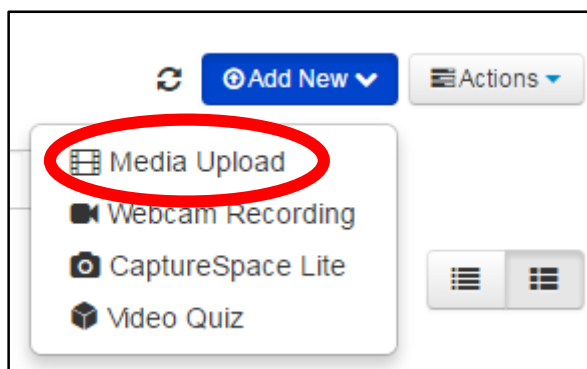 Add New Actions
Media Upload
Webcam Recording
CaptureSpace Lite
Video Quiz